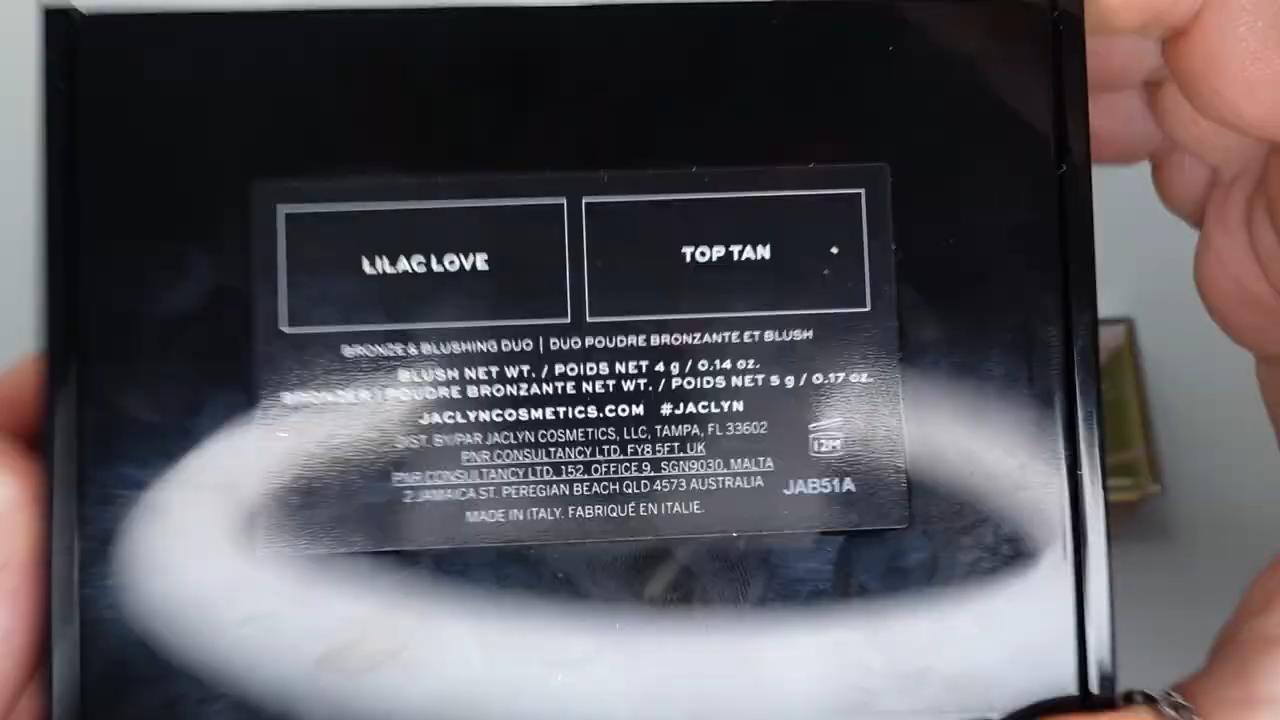 LILAC LOVE
TOP TAN
BRONZE & BLUSHING DUO | DUO POUDRE BRONZANTE ET BLUSH
BLUSH NET WT. / POIDS NET 4 g / 0.14 oz.
BRONZER / POUDRE BRONZANTE NET WT. / POIDS NET 5 g / 0.17 oz.
JACLYNCOSMETICS.COM #JACLYN
DIST. BY/PAR JACLYN COSMETICS, LLC, TAMPA, FL 33602
PNR CONSULTANCY LTD, FY8 5FT, UK
PNR CONSULTANCY LTD, 152, OFFICE 9, SGN9030, MALTA
2 JAMAICA ST. PEREGIAN BEACH QLD 4573 AUSTRALIA
MADE IN ITALY. FABRIQUÉ EN ITALIE.
12M
JAB51A